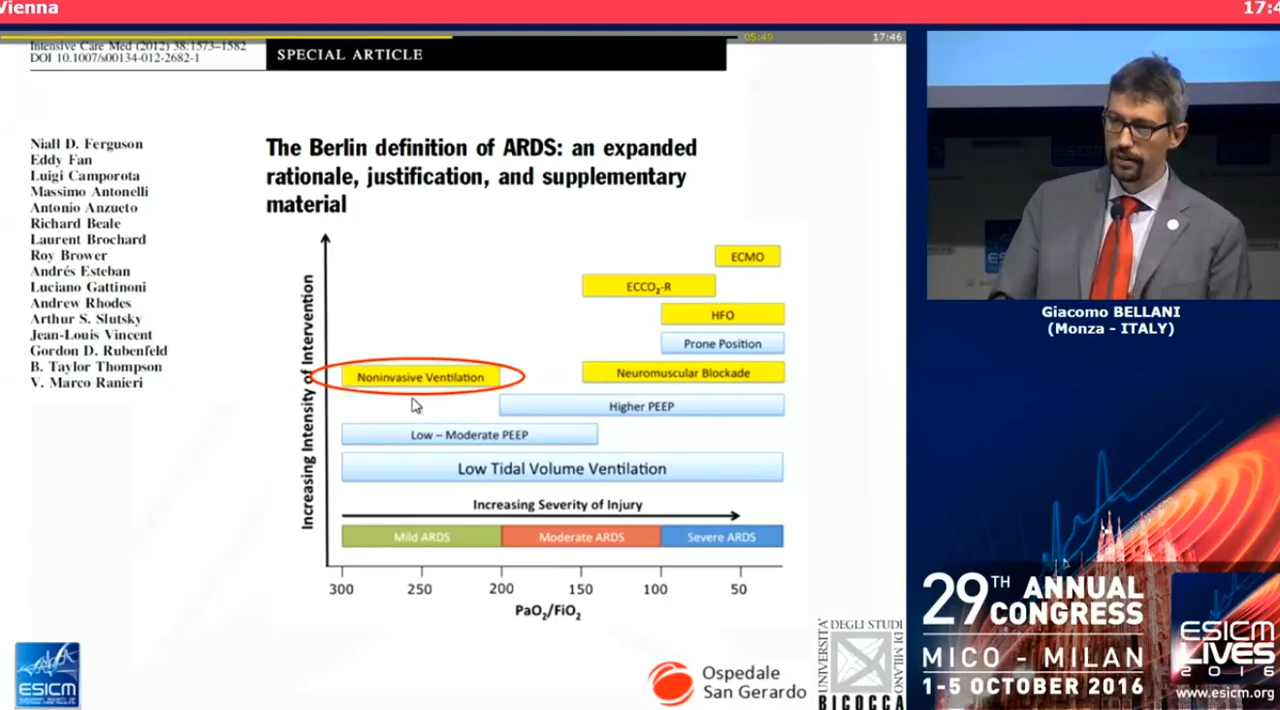 Vienna
17:4
Intensive Care Med (2012) 38:1573–1582
DOI 10.1007/s00134-012-2682-1
SPECIAL ARTICLE
05:49
17:46
Niall D. Ferguson
Eddy Fan
Luigi Camporota
Massimo Antonelli
Antonio Anzueto
Richard Beale
Laurent Brochard
Roy Brower
Andrés Esteban
Luciano Gattinoni
Andrew Rhodes
Arthur S. Slutsky
Jean-Louis Vincent
Gordon D. Rubenfeld
B. Taylor Thompson
V. Marco Ranieri
The Berlin definition of ARDS: an expanded
rationale, justification, and supplementary
material
Increasing Intensity of Intervention
ECMO
ECCO₂-R
HFO
Prone Position
Noninvasive Ventilation
Neuromuscular Blockade
Higher PEEP
Low – Moderate PEEP
Low Tidal Volume Ventilation
Increasing Severity of Injury
Mild ARDS
Moderate ARDS
Severe ARDS
300
250
200
150
100
50
PaO₂/FiO₂
ESICM
Ospedale
San Gerardo
UNIVERSITA' DEGLI STUDI DI MILANO
BICOCCA
Giacomo BELLANI
(Monza - ITALY)
29TH ANNUAL
CONGRESS
MICO - MILAN
1-5 OCTOBER 2016
ESICM
LIVES
2016
www.esicm.org